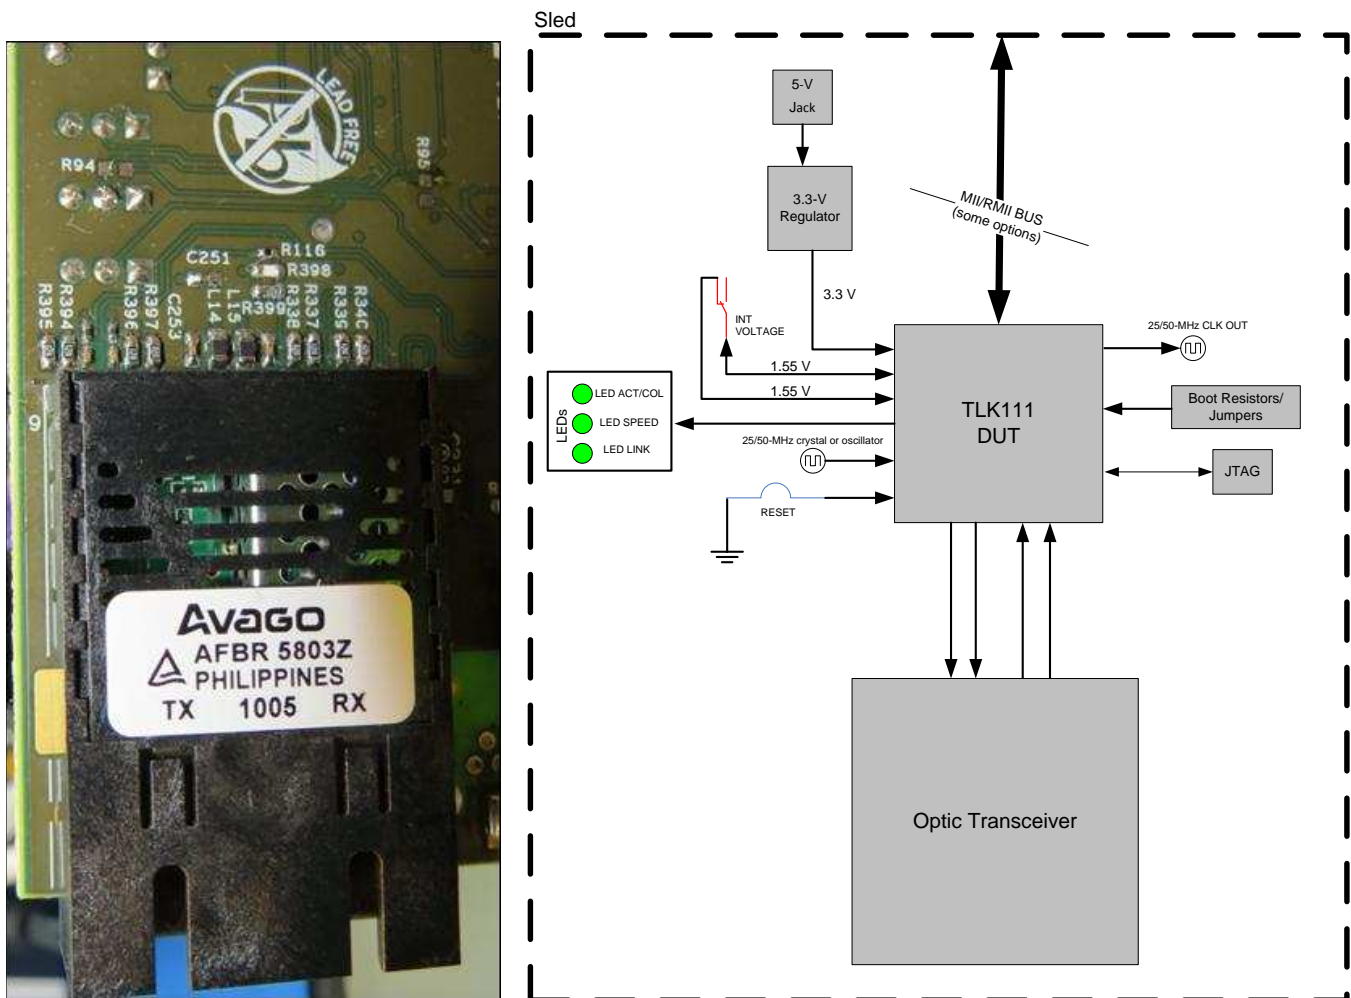 LEAD FREE
Pb
R94
R95
C251
R116
R398
R399
R395
R394
R396
R397
C253
L14
L15
R338
R337
R339
R340
9
AVAGO
AFBR 5803Z
PHILIPPINES
TX 1005 RX
Sled
5-V
Jack
3.3-V
Regulator
MII/RMII BUS
(some options)
3.3 V
INT
VOLTAGE
1.55 V
1.55 V
25/50-MHz CLK OUT
LEDs
LED ACT/COL
LED SPEED
LED LINK
TLK111
DUT
Boot Resistors/
Jumpers
25/50-MHz crystal or oscillator
JTAG
RESET
Optic Transceiver